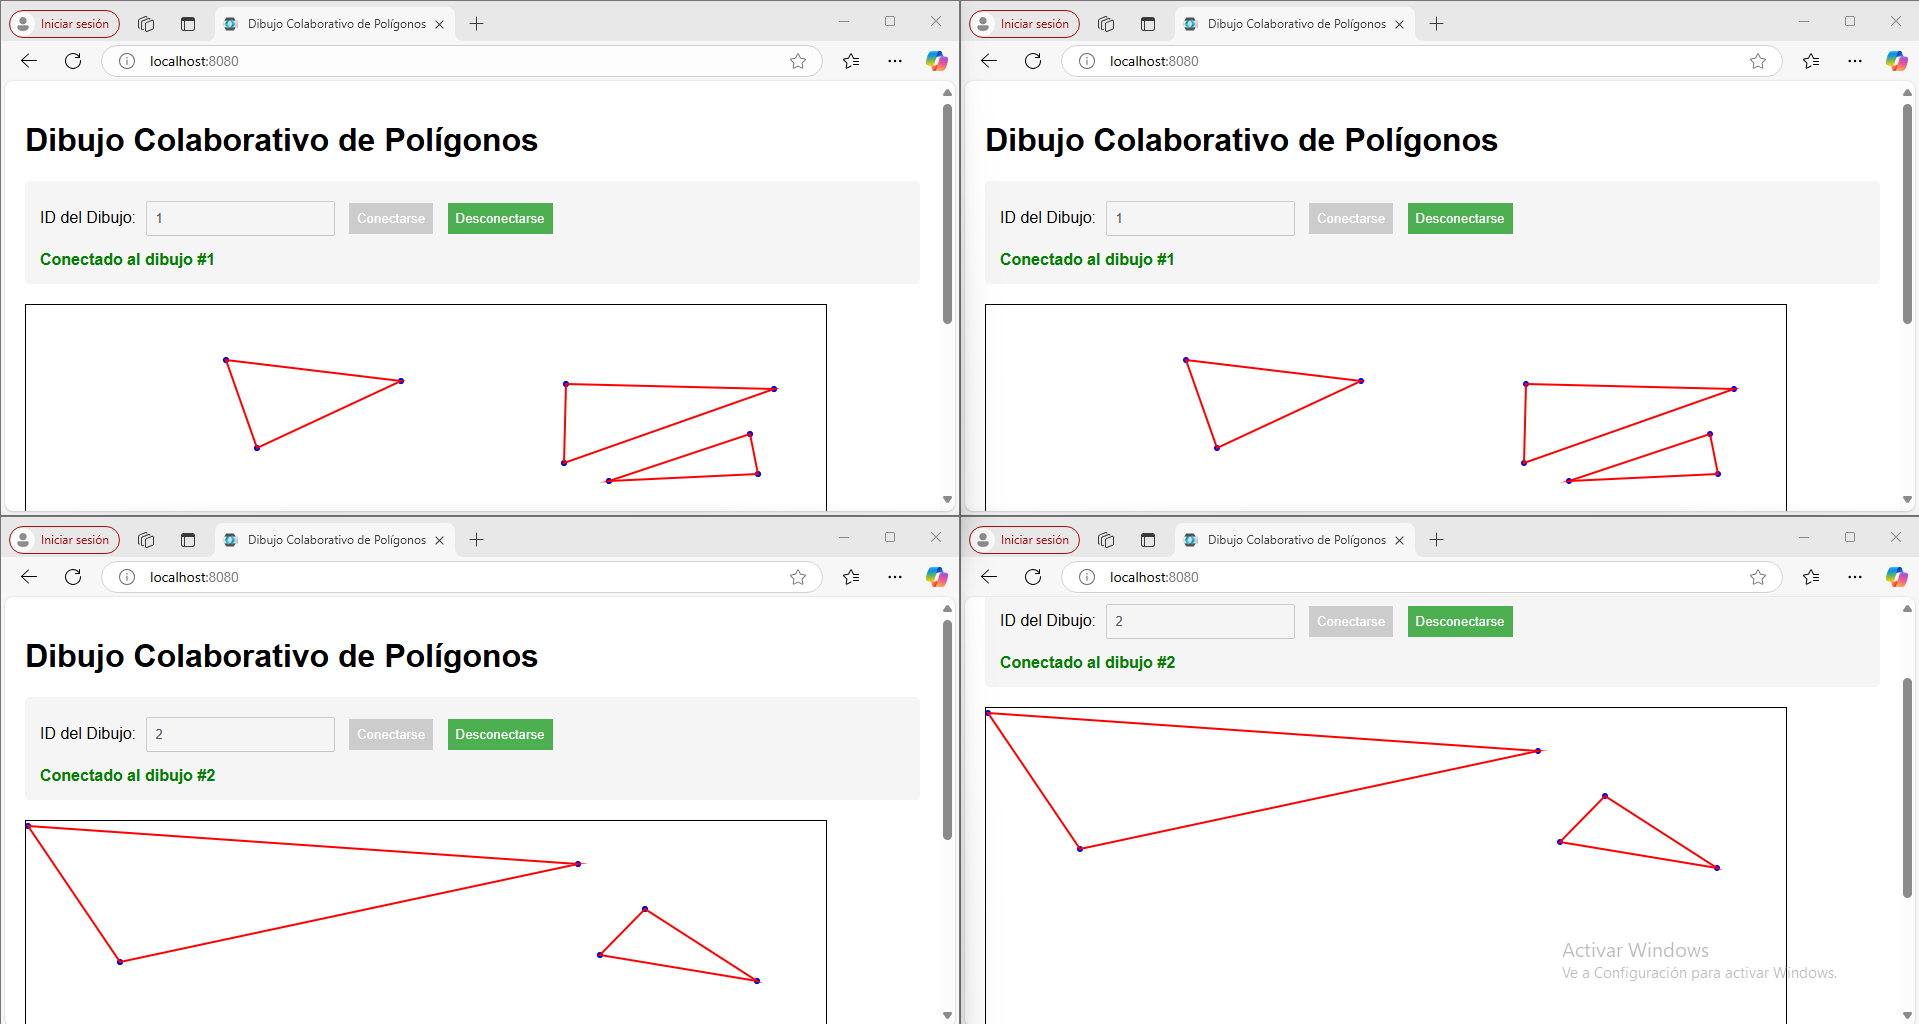 Iniciar sesión
Dibujo Colaborativo de Polígonos
localhost:8080
Dibujo Colaborativo de Polígonos
ID del Dibujo: 1 Conectarse Desconectarse
Conectado al dibujo #1
Iniciar sesión
Dibujo Colaborativo de Polígonos
localhost:8080
Dibujo Colaborativo de Polígonos
ID del Dibujo: 1 Conectarse Desconectarse
Conectado al dibujo #1
Iniciar sesión
Dibujo Colaborativo de Polígonos
localhost:8080
Dibujo Colaborativo de Polígonos
ID del Dibujo: 2 Conectarse Desconectarse
Conectado al dibujo #2
Iniciar sesión
Dibujo Colaborativo de Polígonos
localhost:8080
ID del Dibujo: 2 Conectarse Desconectarse
Conectado al dibujo #2
Activar Windows
Ve a Configuración para activar Windows.